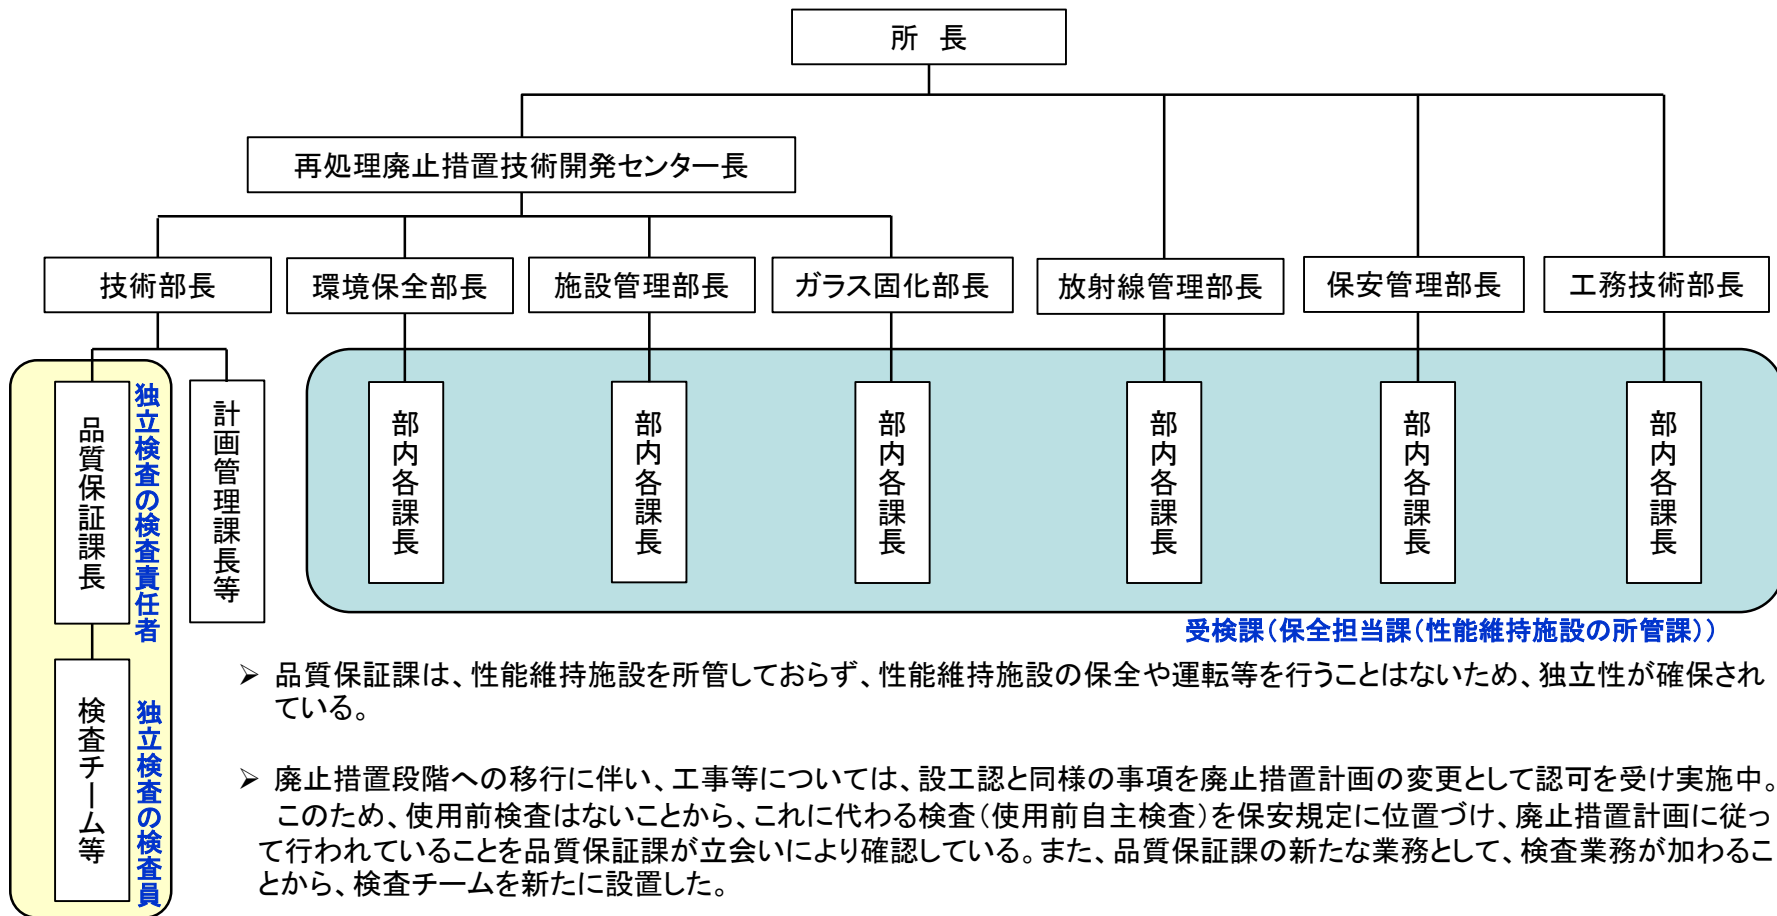 所 長
再処理廃止措置技術開発センター長
技術部長
環境保全部長
施設管理部長
ガラス固化部長
放射線管理部長
保安管理部長
工務技術部長
品質保証課長
独立検査の検査責任者
計画管理課長等
部内各課長
部内各課長
部内各課長
部内各課長
部内各課長
部内各課長
受検課(保全担当課(性能維持施設の所管課))
検査チーム等
独立検査の検査員
➢ 品質保証課は、性能維持施設を所管しておらず、性能維持施設の保全や運転等を行うことはないため、独立性が確保され
ている。
➢ 廃止措置段階への移行に伴い、工事等については、設工認と同様の事項を廃止措置計画の変更として認可を受け実施中。
このため、使用前検査はないことから、これに代わる検査(使用前自主検査)を保安規定に位置づけ、廃止措置計画に従っ
て行われていることを品質保証課が立会いにより確認している。また、品質保証課の新たな業務として、検査業務が加わるこ
とから、検査チームを新たに設置した。